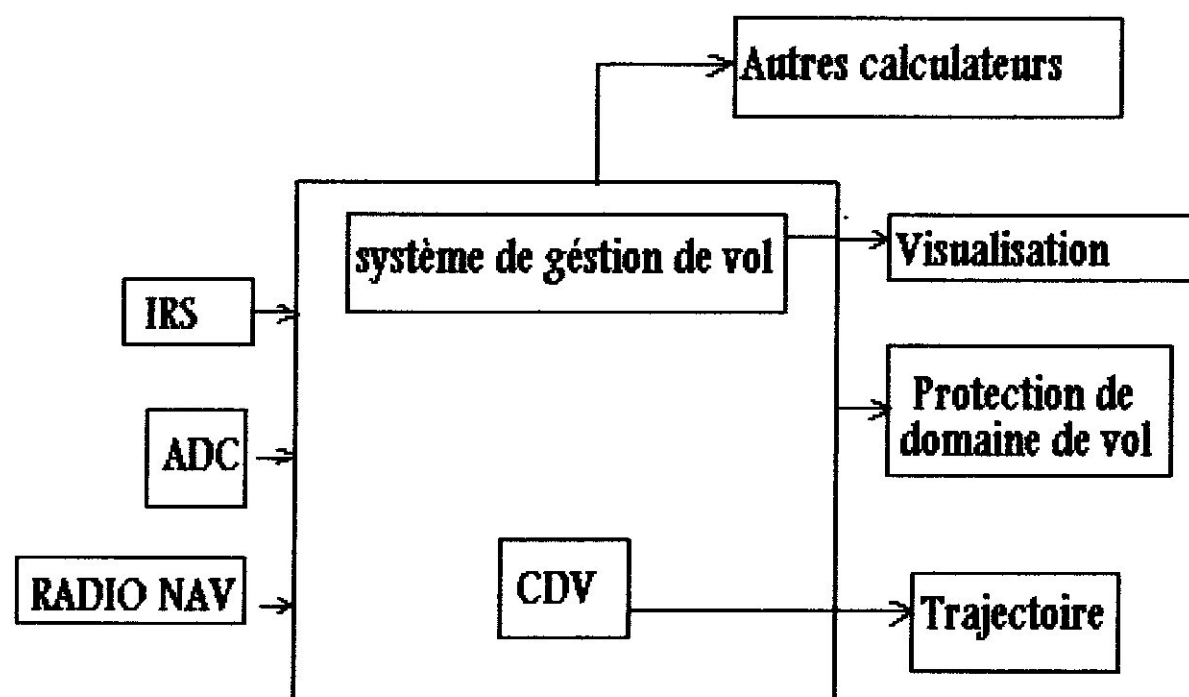 Autres calculateurs
système de géstion de vol
Visualisation
IRS
Protection de
domaine de vol
ADC
CDV
RADIO NAV
Trajectoire